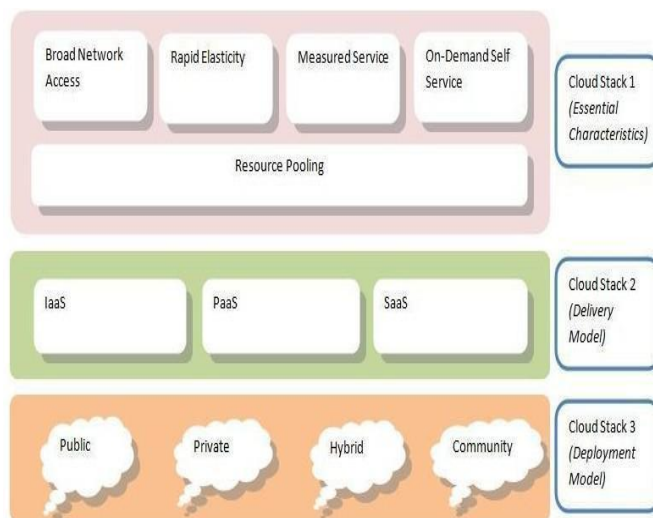 Broad Network
Access
Rapid Elasticity
Measured Service
On-Demand Self
Service
Resource Pooling
Cloud Stack 1
(Essential
Characteristics)
IaaS
PaaS
SaaS
Cloud Stack 2
(Delivery
Model)
Public
Private
Hybrid
Community
Cloud Stack 3
(Deployment
Model)